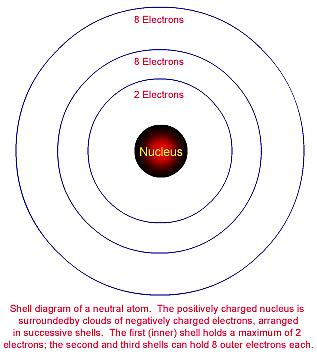 8 Electrons
8 Electrons
2 Electrons
Nucleus
Shell diagram of a neutral atom.  The positively charged nucleus is
surroundedby clouds of negatively charged electrons, arranged
in successive shells.  The first (inner) shell holds a maximum of 2
electrons; the second and third shells can hold 8 outer electrons each.